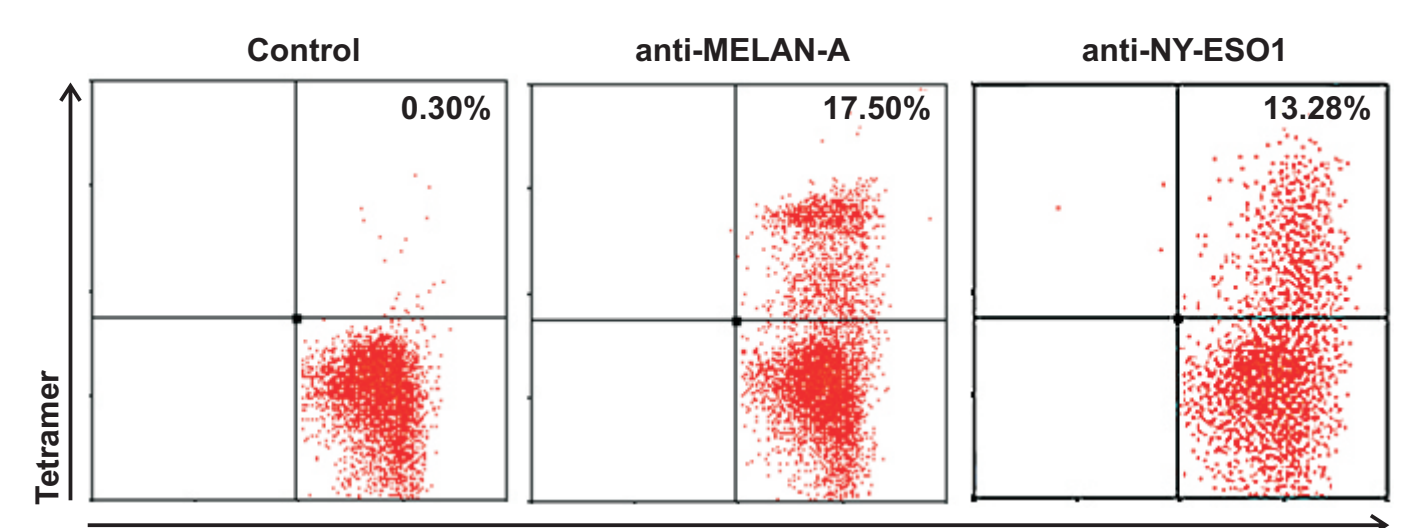 Control
anti-MELAN-A
anti-NY-ESO1
0.30%
17.50%
13.28%
Tetramer